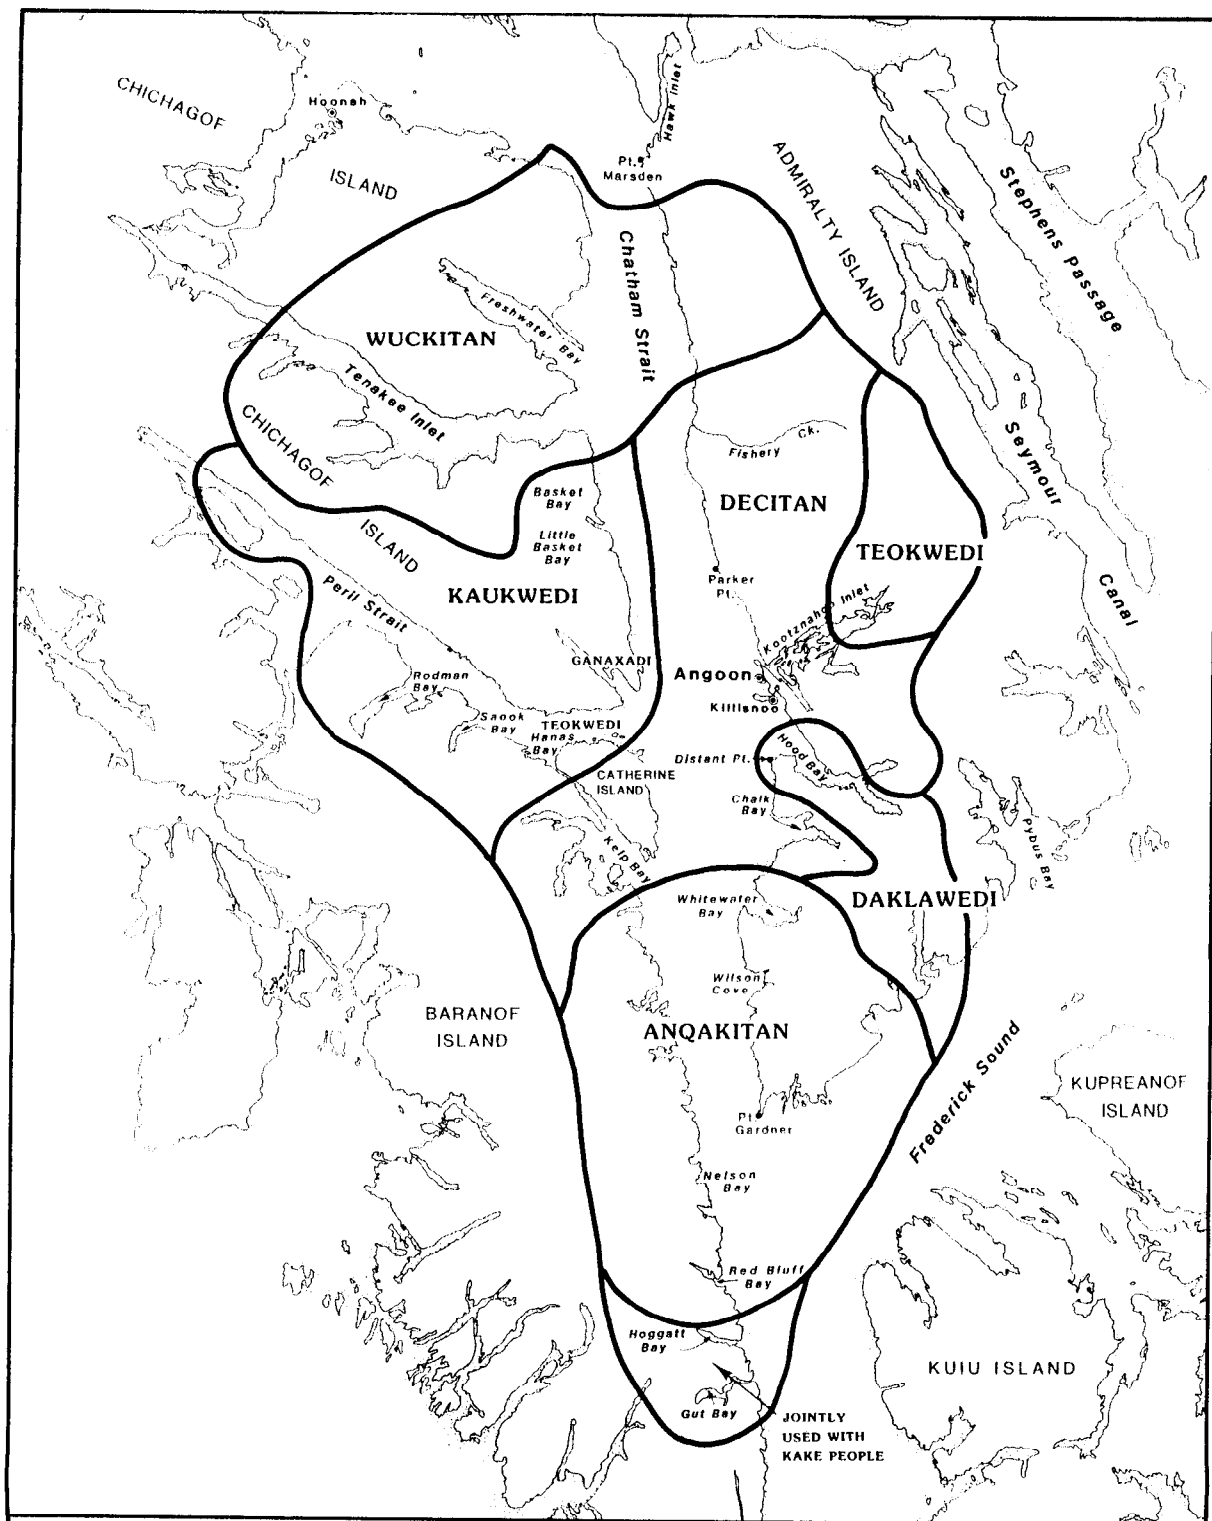 CHICHAGOF
ISLAND
Hoonah
Hawk Inlet
Pt.
Marsden
ADMIRALTY ISLAND
Stephens Passage
Chatham Strait
Freshwater Bay
WUCKITAN
Tenakee Inlet
CHICHAGOF
ISLAND
Seymour
Canal
Fishery Ck.
DECITAN
Basket
Bay
Little
Basket
Bay
TEOKWEDI
Parker
Pt.
KAUKWEDI
Peril Strait
Kootznahoo Inlet
GANAXADI
Angoon
Killisnoo
Rodman
Bay
Saook
Bay
TEOKWEDI
Hanas
Bay
CATHERINE
ISLAND
Distant Pt.
Hood Bay
Chaik
Bay
Pybus Bay
Kelp Bay
Whitewater
Bay
DAKLAWEDI
Wilson
Cove
BARANOF
ISLAND
ANQAKITAN
Frederick Sound
KUPREANOF
ISLAND
Pt.
Gardner
Nelson
Bay
Red Bluff
Bay
Hoggatt
Bay
KUIU ISLAND
Gut Bay
JOINTLY
USED WITH
KAKE PEOPLE